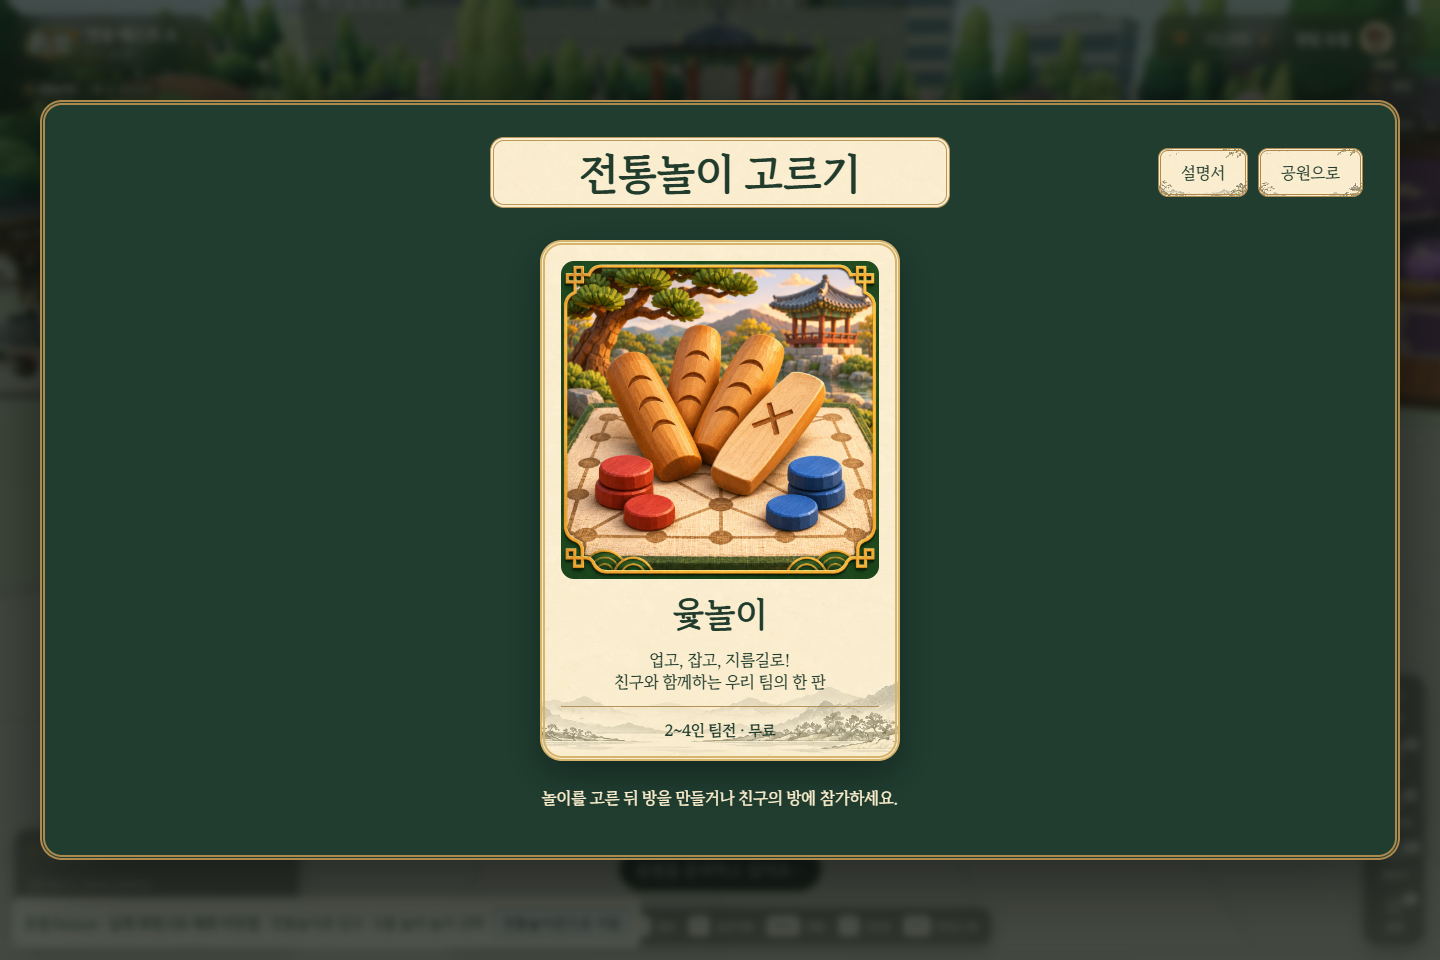 전통놀이 고르기
설명서
공원으로
윷놀이
업고, 잡고, 지름길로!
친구와 함께하는 우리 팀의 한 판
2~4인 팀전 · 무료
놀이를 고른 뒤 방을 만들거나 친구의 방에 참가하세요.